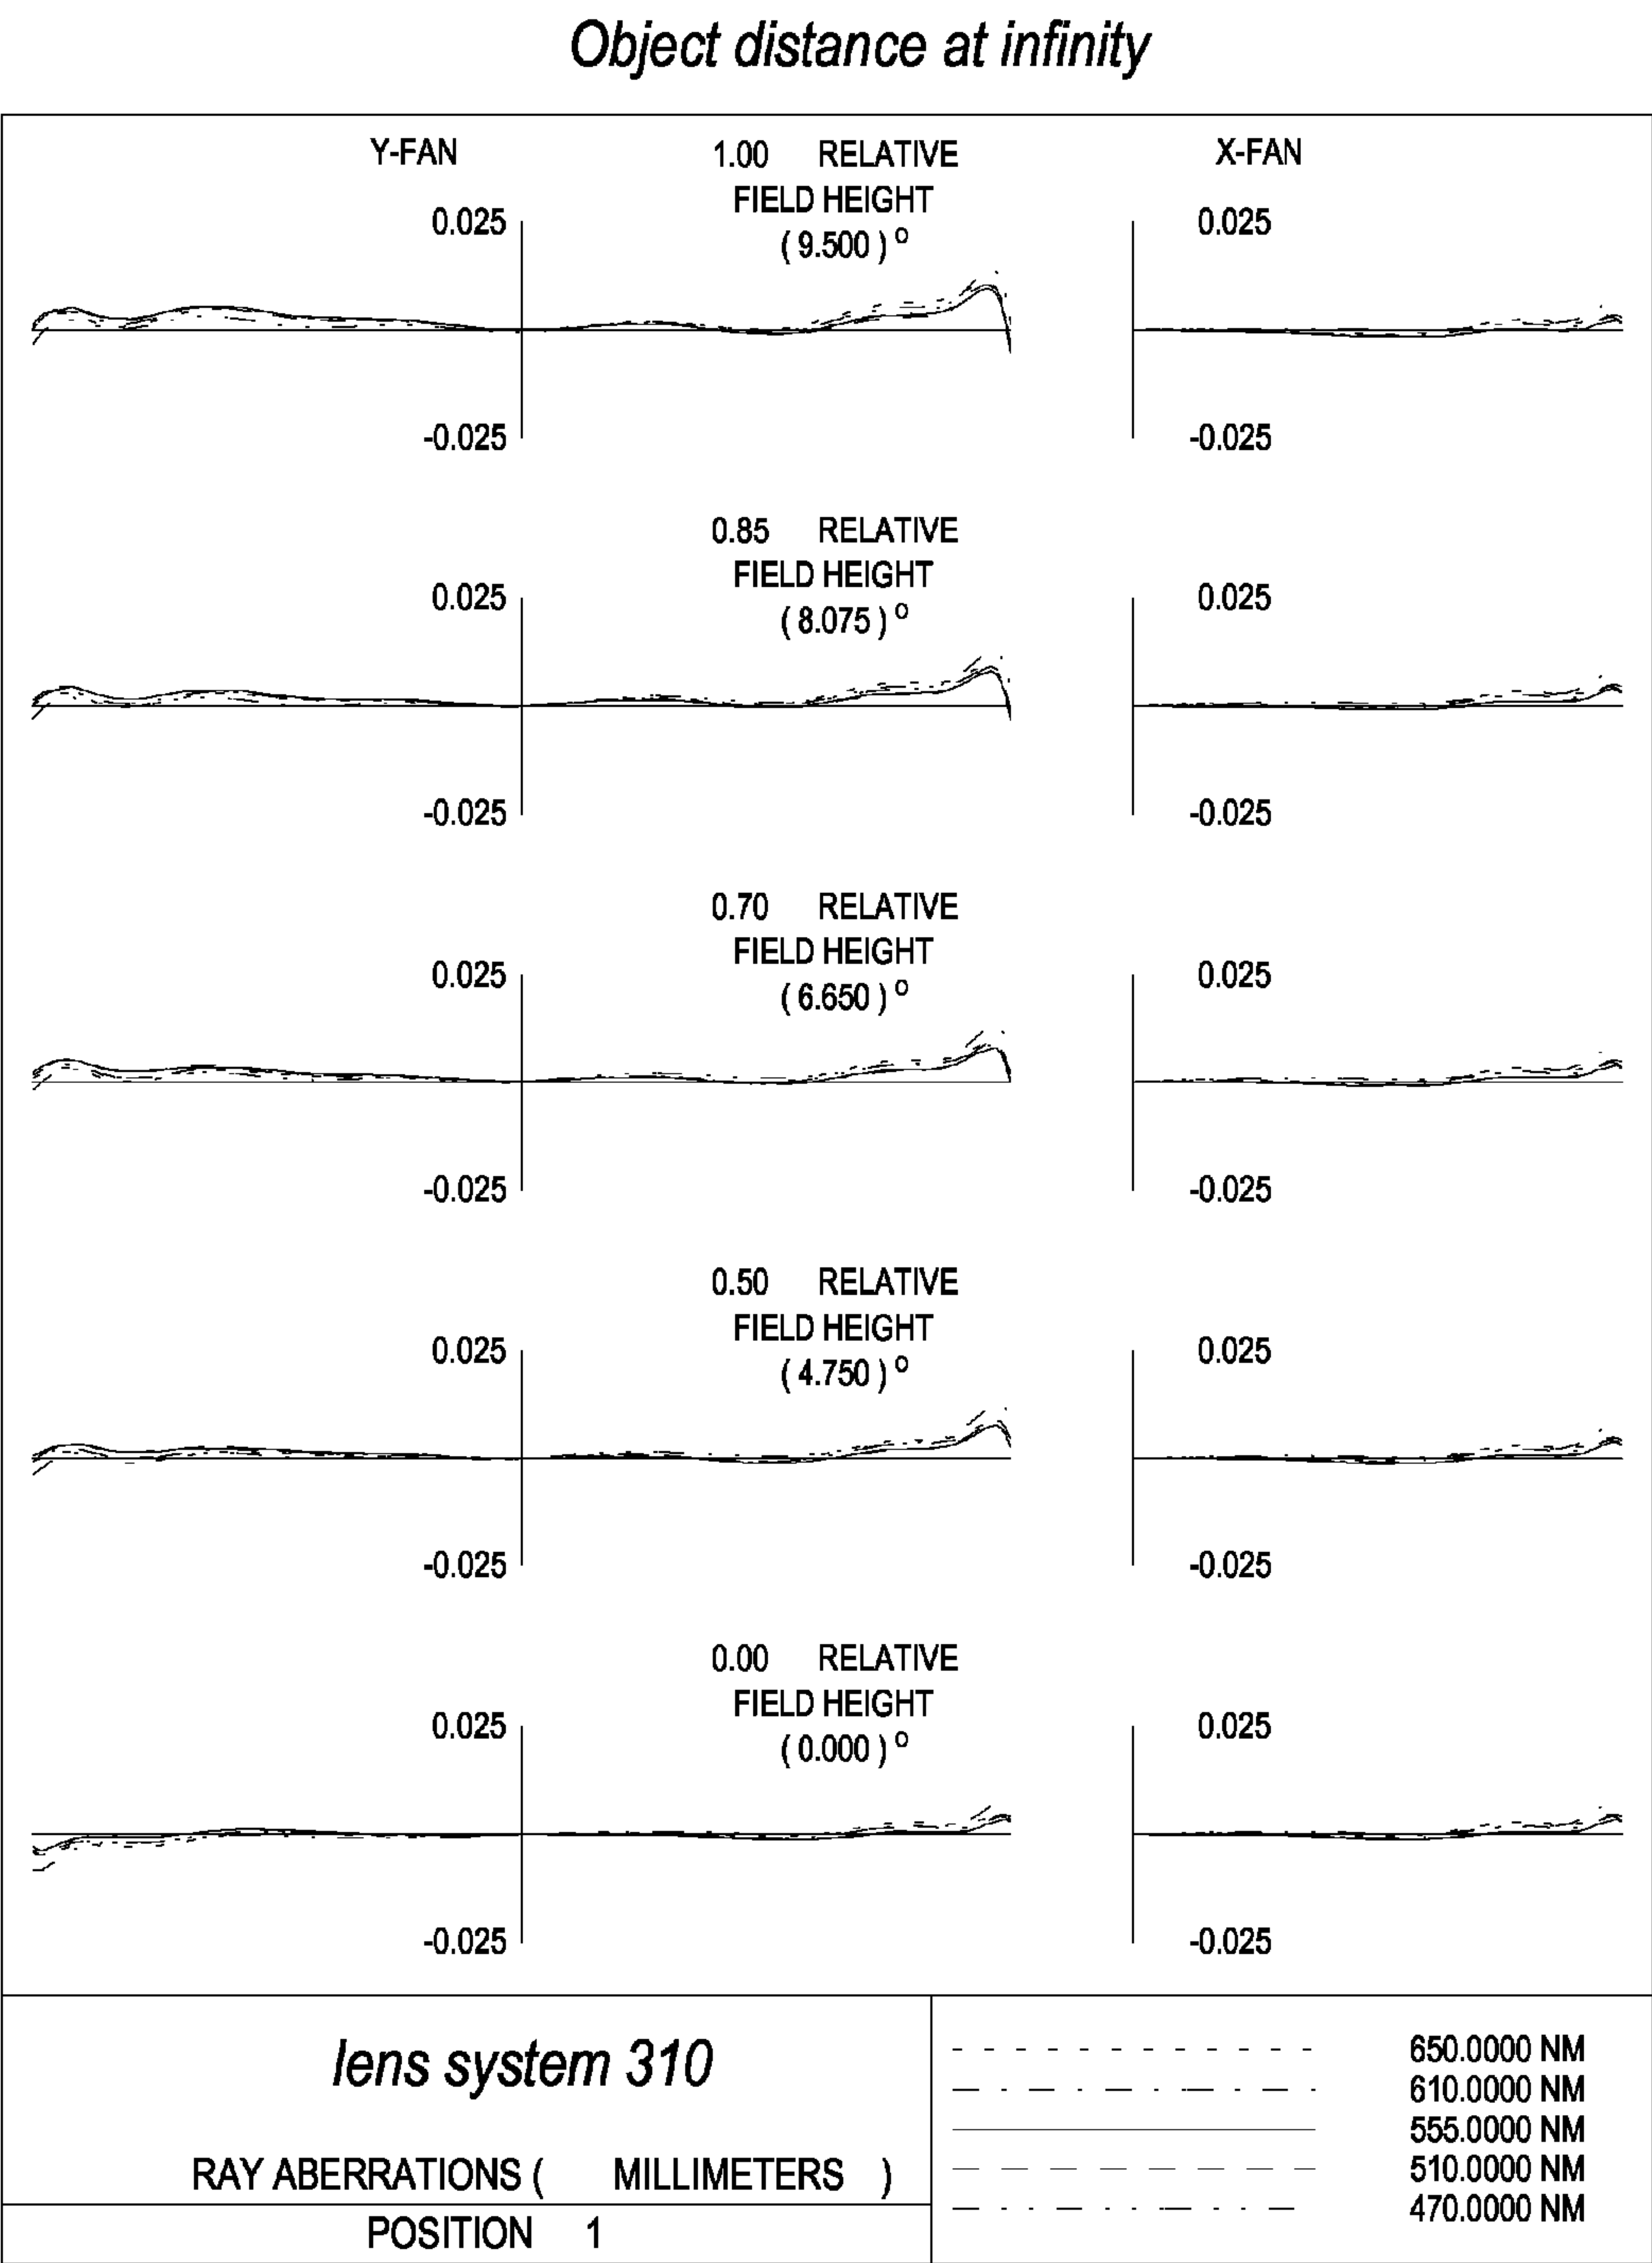 Object distance at infinity
Y-FAN 1.00 RELATIVE X-FAN
FIELD HEIGHT
0.025 ( 9.500 ) O 0.025
-0.025 -0.025
0.85 RELATIVE
FIELD HEIGHT
0.025 ( 8.075 ) O 0.025
-0.025 -0.025
0.70 RELATIVE
FIELD HEIGHT
0.025 ( 6.650 ) O 0.025
-0.025 -0.025
0.50 RELATIVE
FIELD HEIGHT
0.025 ( 4.750 ) O 0.025
-0.025 -0.025
0.00 RELATIVE
FIELD HEIGHT
0.025 ( 0.000 ) O 0.025
-0.025 -0.025
lens system 310
RAY ABERRATIONS ( MILLIMETERS )
POSITION 1
650.0000 NM
610.0000 NM
555.0000 NM
510.0000 NM
470.0000 NM